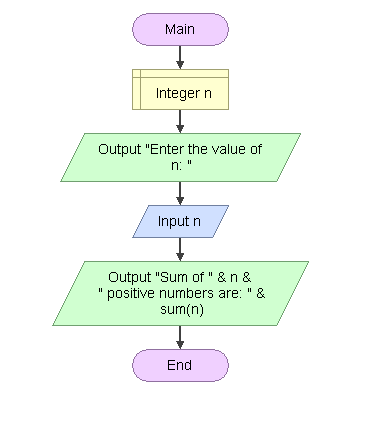 Main
Integer n
Output "Enter the value of
n: "
Input n
Output "Sum of " & n &
" positive numbers are: " &
sum(n)
End